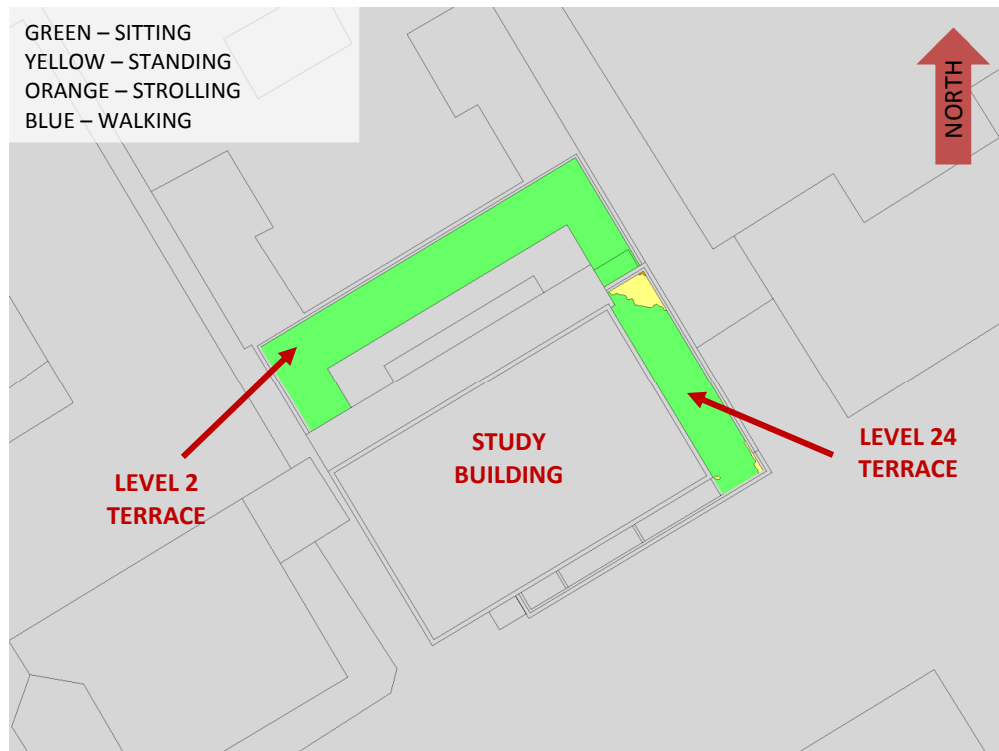 GREEN – SITTING
YELLOW – STANDING
ORANGE – STROLLING
BLUE – WALKING
NORTH
STUDY
BUILDING
LEVEL 24
TERRACE
LEVEL 2
TERRACE